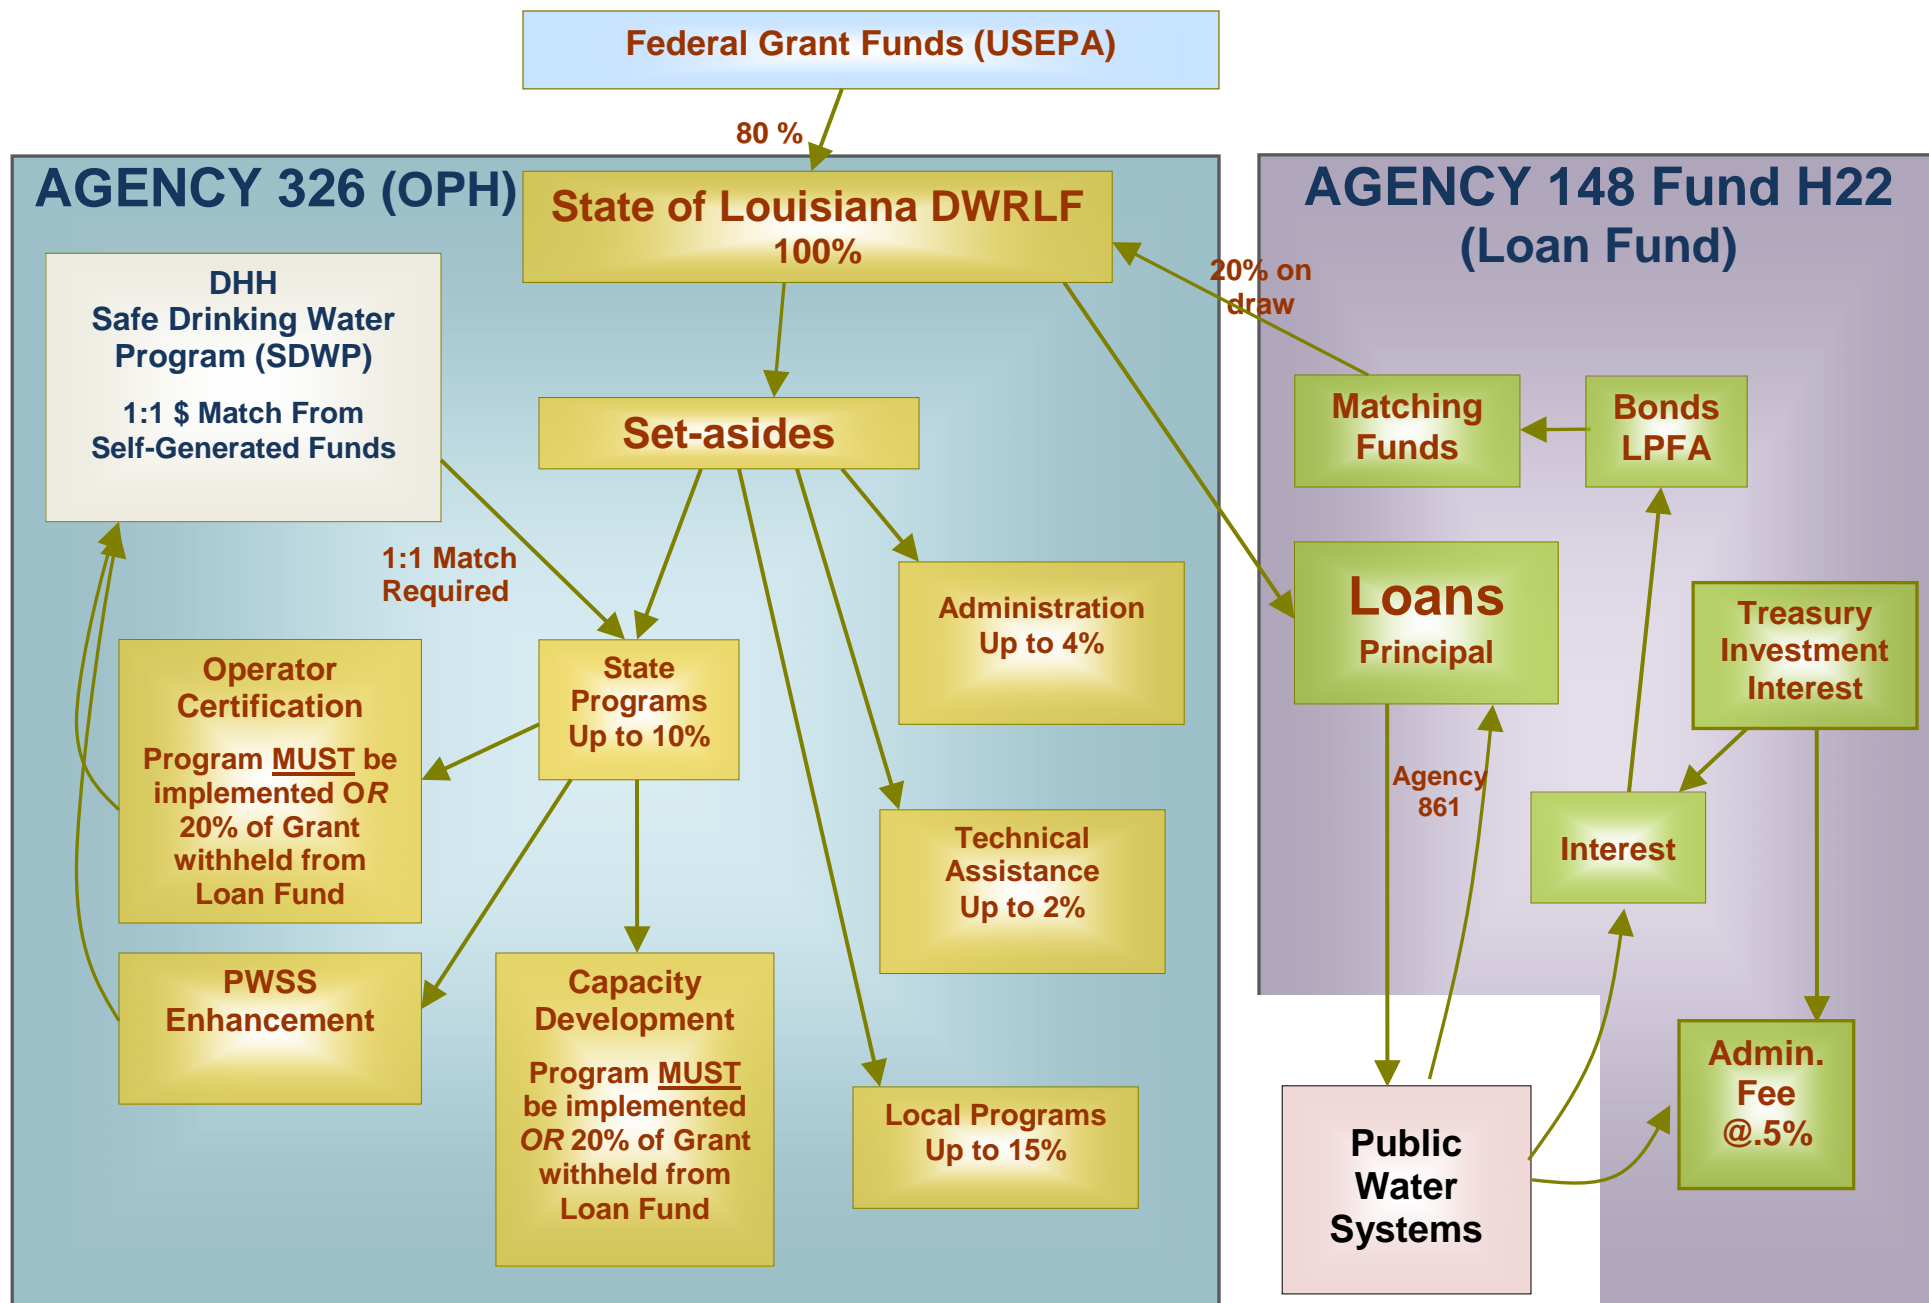 Federal Grant Funds (USEPA)
80 %
AGENCY 326 (OPH)
State of Louisiana DWRLF
100%
DHH
Safe Drinking Water
Program (SDWP)
1:1 $ Match From
Self-Generated Funds
Set-asides
1:1 Match
Required
Administration
Up to 4%
Operator
Certification
Program MUST be
implemented OR
20% of Grant
withheld from
Loan Fund
State
Programs
Up to 10%
Technical
Assistance
Up to 2%
PWSS
Enhancement
Capacity
Development
Program MUST
be implemented
OR 20% of Grant
withheld from
Loan Fund
Local Programs
Up to 15%
AGENCY 148 Fund H22
(Loan Fund)
20% on
draw
Matching
Funds
Bonds
LPFA
Loans
Principal
Treasury
Investment
Interest
Agency
861
Interest
Admin.
Fee
@.5%
Public
Water
Systems